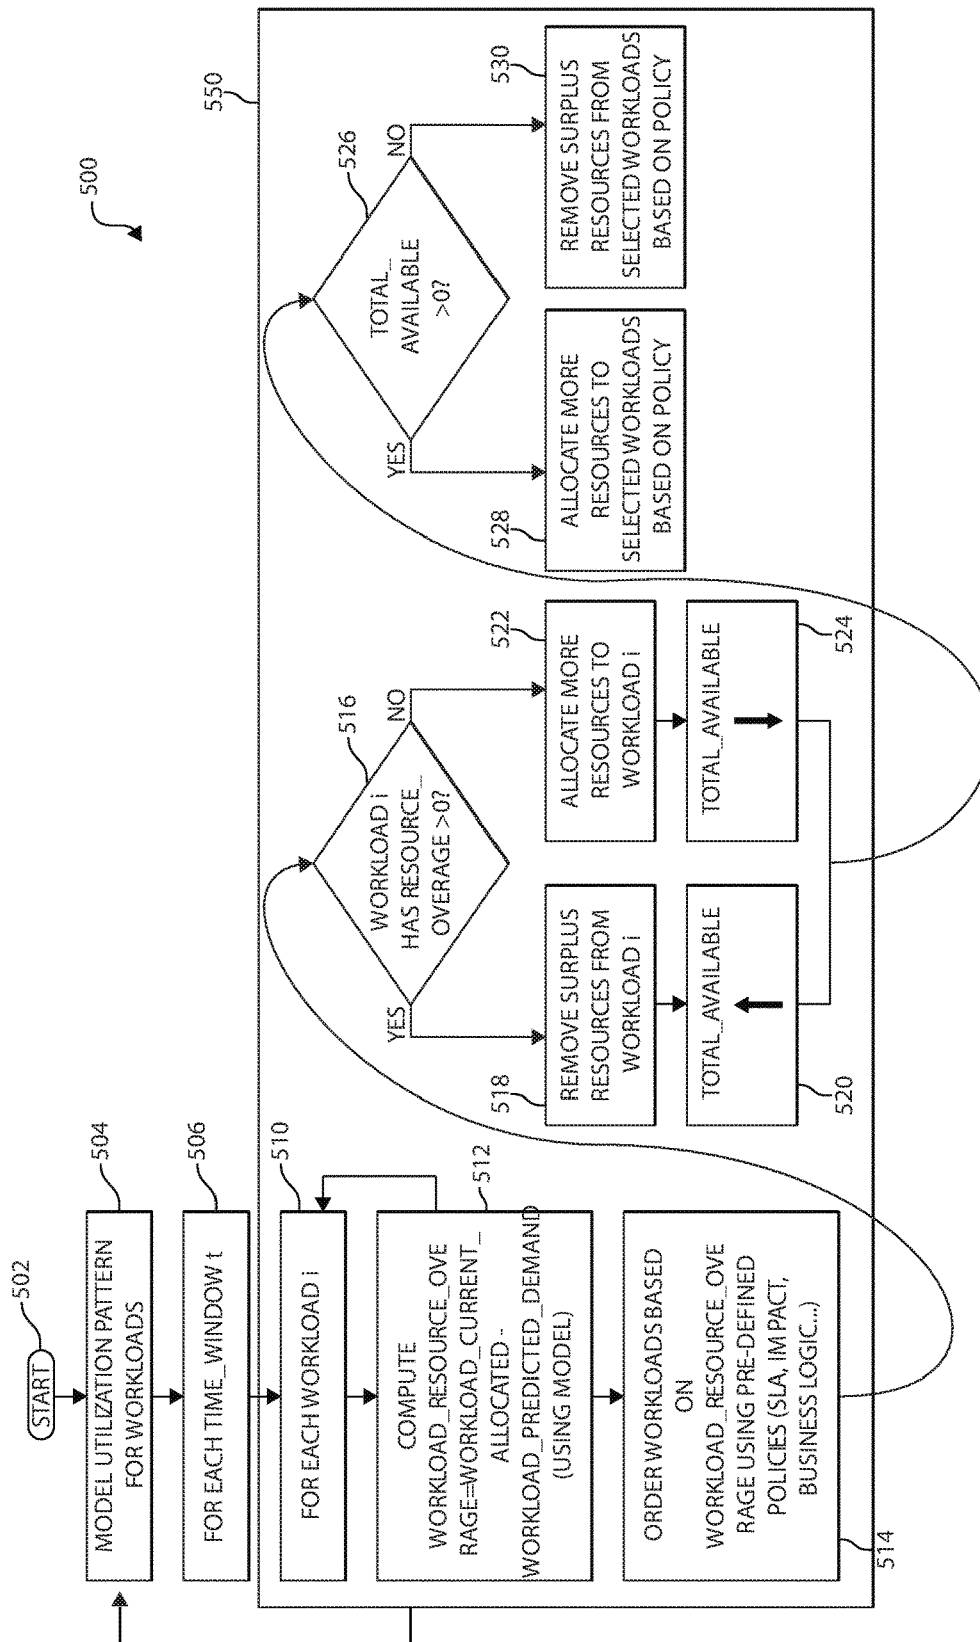 500
START
502
MODEL UTILIZATION PATTERN
FOR WORKLOADS
504
FOR EACH TIME_WINDOW t
506
550
FOR EACH WORKLOAD i
510
COMPUTE
WORKLOAD_RESOURCE_OVE
RAGE=WORKLOAD_CURRENT_
ALLOCATED -
WORKLOAD_PREDICTED_DEMAND
(USING MODEL)
512
ORDER WORKLOADS BASED
ON
WORKLOAD_RESOURCE_OVE
RAGE USING PRE-DEFINED
POLICIES (SLA, IMPACT,
BUSINESS LOGIC...)
514
WORKLOAD i
HAS RESOURCE_
OVERAGE >0?
516
YES
NO
REMOVE SURPLUS
RESOURCES FROM
WORKLOAD i
518
TOTAL_AVAILABLE
520
ALLOCATE MORE
RESOURCES TO
WORKLOAD i
522
TOTAL_AVAILABLE
524
TOTAL_
AVAILABLE
>0?
526
YES
NO
ALLOCATE MORE
RESOURCES TO
SELECTED WORKLOADS
BASED ON POLICY
528
REMOVE SURPLUS
RESOURCES FROM
SELECTED WORKLOADS
BASED ON POLICY
530